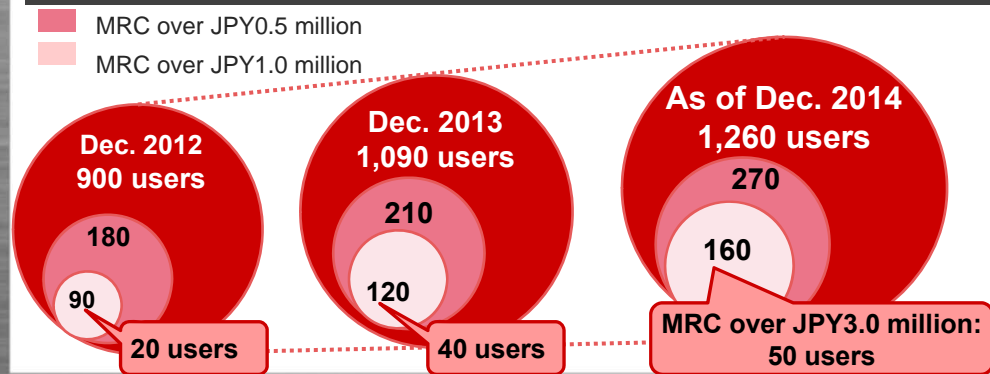 MRC over JPY0.5 million
MRC over JPY1.0 million
Dec. 2012
900 users
180
90
20 users
Dec. 2013
1,090 users
210
120
40 users
As of Dec. 2014
1,260 users
270
160
MRC over JPY3.0 million:
50 users